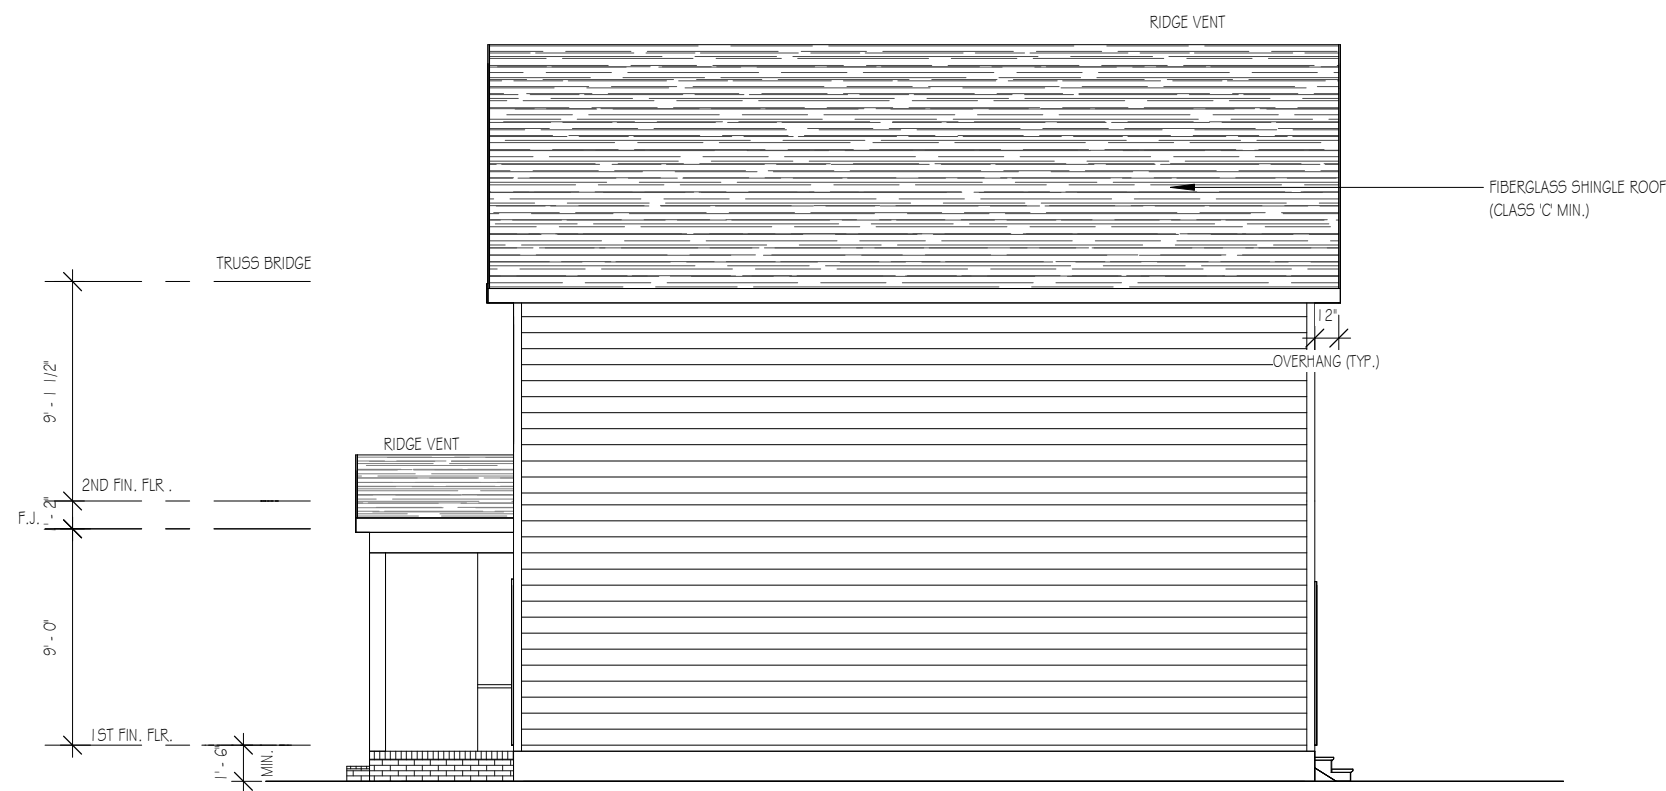 RIDGE VENT
FIBERGLASS SHINGLE ROOF
(CLASS 'C' MIN.)
TRUSS BRIDGE
12"
OVERHANG (TYP.)
9' - 1 1/2"
RIDGE VENT
2ND FIN. FLR .
F.J.
- 2"
9' - 0"
1ST FIN. FLR.
1' - 6"
MIN.